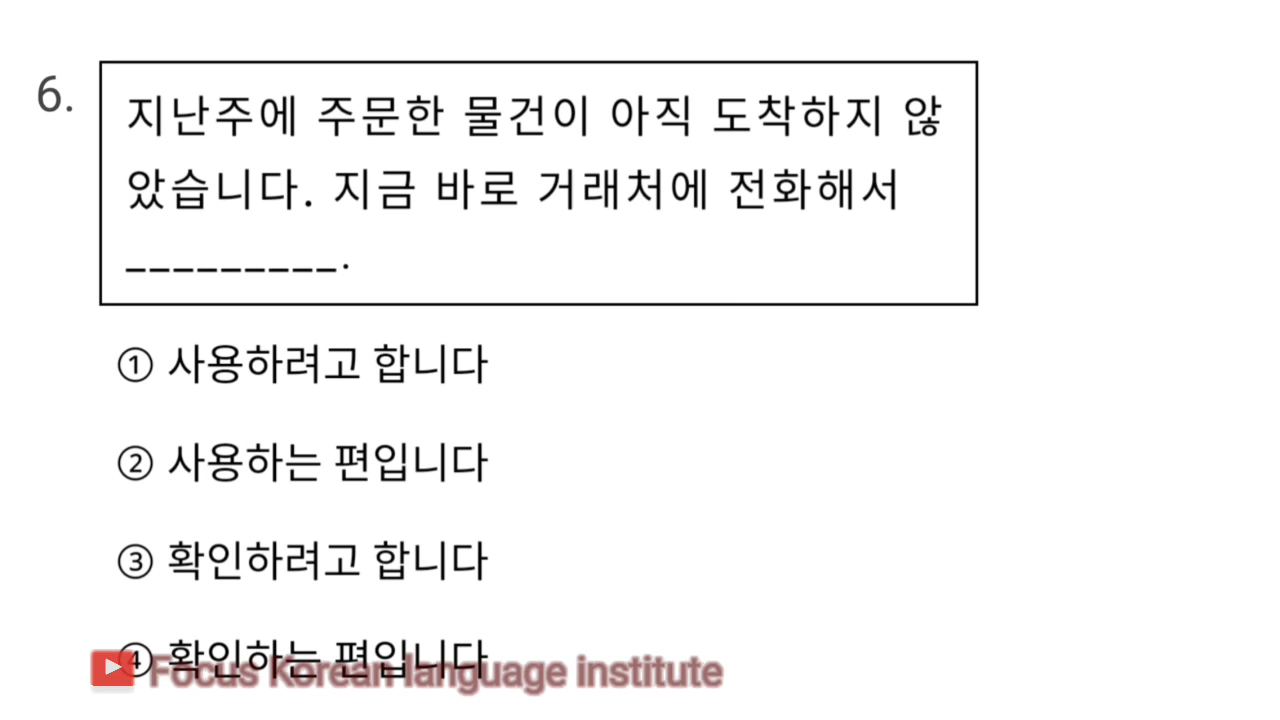 6.
지난주에 주문한 물건이 아직 도착하지 않
았습니다. 지금 바로 거래처에 전화해서
_________.
① 사용하려고 합니다
② 사용하는 편입니다
③ 확인하려고 합니다
④ 확인하는 편입니다
Focus Korean language institute